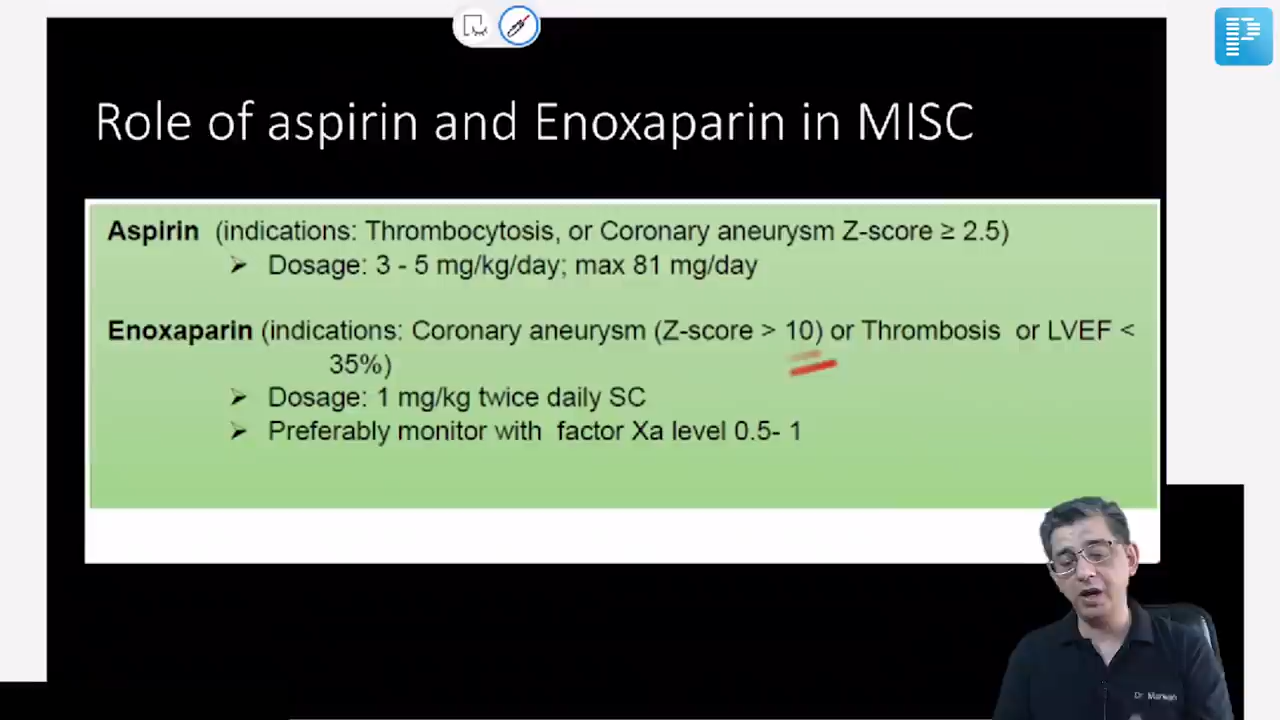 Role of aspirin and Enoxaparin in MISC
Aspirin (indications: Thrombocytosis, or Coronary aneurysm Z-score ≥ 2.5)
➢ Dosage: 3 - 5 mg/kg/day; max 81 mg/day
Enoxaparin (indications: Coronary aneurysm (Z-score > 10) or Thrombosis or LVEF <
35%)
➢ Dosage: 1 mg/kg twice daily SC
➢ Preferably monitor with factor Xa level 0.5- 1
Dr Marwah